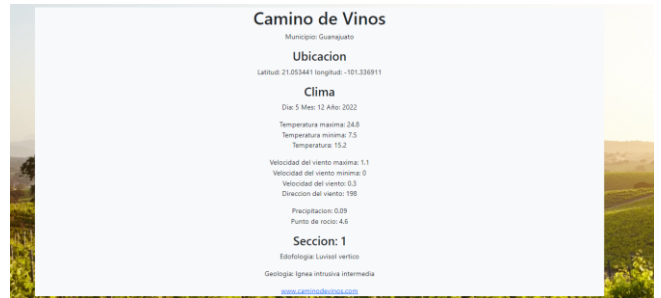 Camino de Vinos
Municipio: Guanajuato
Ubicacion
Latitud: 21.053441 longitud: -101.336911
Clima
Dia: 5 Mes: 12 Año: 2022
Temperatura maxima: 24.8
Temperatura minima: 7.5
Temperatura: 15.2
Velocidad del viento maxima: 1.1
Velocidad del viento minima: 0
Velocidad del viento: 0.3
Direccion del viento: 198
Precipitacion: 0.09
Punto de rocio: 4.6
Seccion: 1
Edofologia: Luvisol vertico
Geologia: Ignea intrusiva intermedia
www.caminodevinos.com